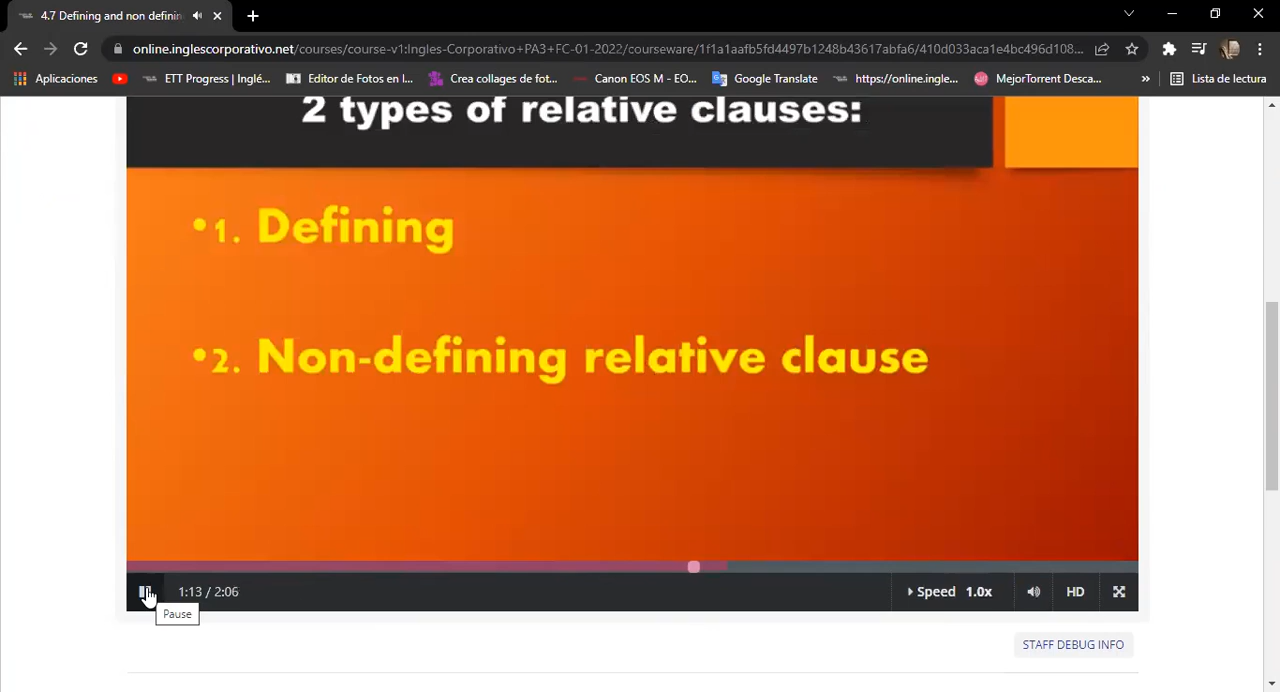 4.7 Defining and non definin
online.inglescorporativo.net/courses/course-v1:Ingles-Corporativo+PA3+FC-01-2022/courseware/1f1a1aafb5fd4497b1248b43617abfa6/410d033aca1e4bc496d108...
Aplicaciones
ETT Progress | Inglé...
Editor de Fotos en l...
Crea collages de fot...
Canon EOS M - EO...
Google Translate
https://online.ingle...
MejorTorrent Desca...
»
Lista de lectura
2 types of relative clauses:
•1. Defining
•2. Non-defining relative clause
1:13 / 2:06
Speed 1.0x
HD
Pause
STAFF DEBUG INFO